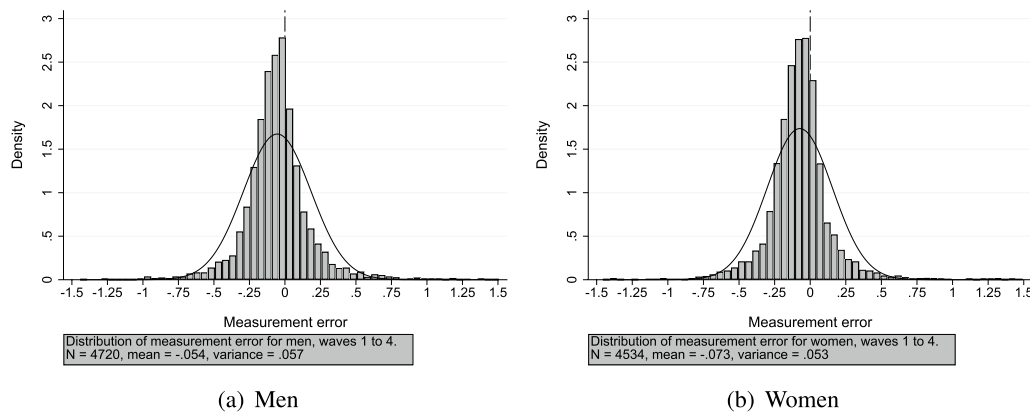 3
2.5
2
1.5
1
.5
0
Density
-1.5 -1.25 -1 -.75 -.5 -.25 0 .25 .5 .75 1 1.25 1.5
Measurement error
Distribution of measurement error for men, waves 1 to 4.
N = 4720, mean = -.054, variance = .057
(a) Men
3
2.5
2
1.5
1
.5
0
Density
-1.5 -1.25 -1 -.75 -.5 -.25 0 .25 .5 .75 1 1.25 1.5
Measurement error
Distribution of measurement error for women, waves 1 to 4.
N = 4534, mean = -.073, variance = .053
(b) Women